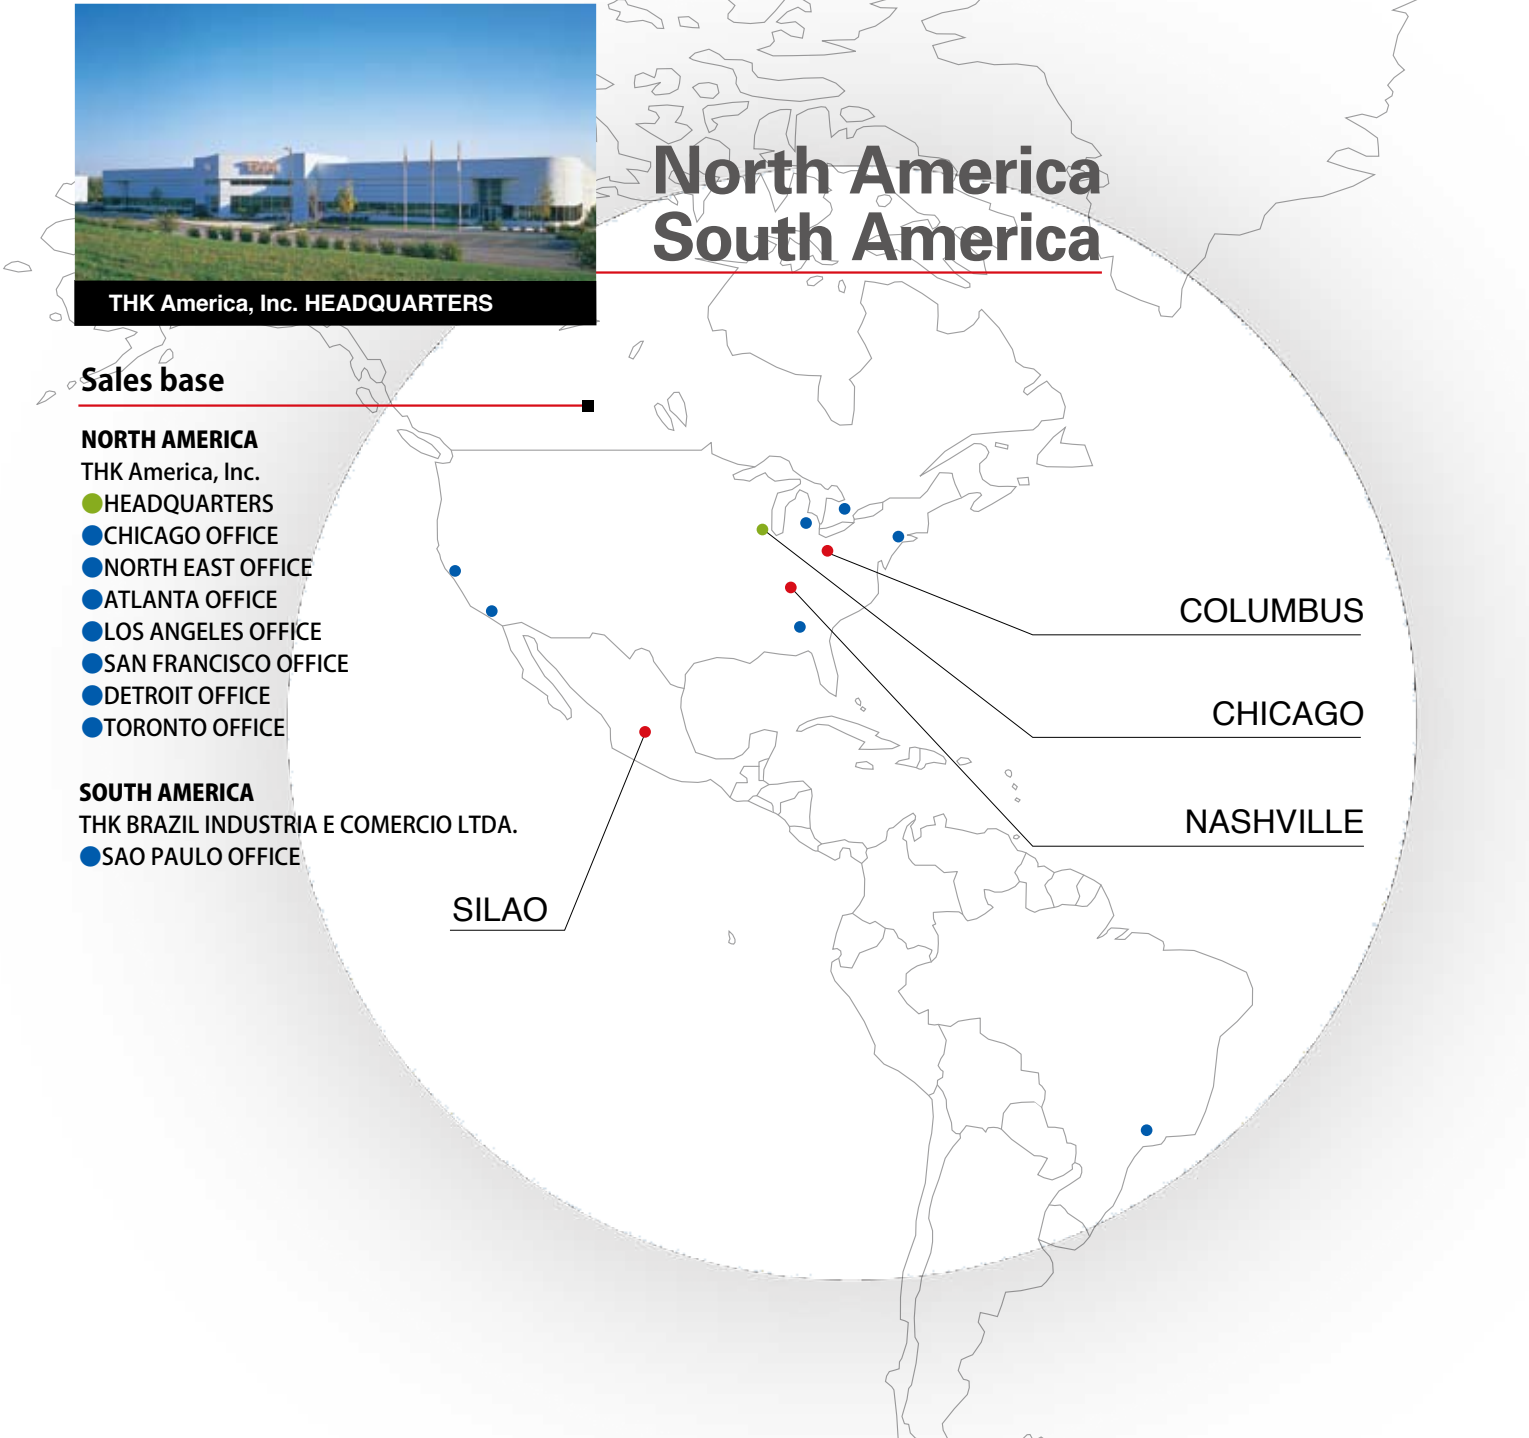 North America
South America
THK America, Inc. HEADQUARTERS
Sales base
NORTH AMERICA
THK America, Inc.
HEADQUARTERS
CHICAGO OFFICE
NORTH EAST OFFICE
ATLANTA OFFICE
LOS ANGELES OFFICE
SAN FRANCISCO OFFICE
DETROIT OFFICE
TORONTO OFFICE
SOUTH AMERICA
THK BRAZIL INDUSTRIA E COMERCIO LTDA.
SAO PAULO OFFICE
COLUMBUS
CHICAGO
NASHVILLE
SILAO